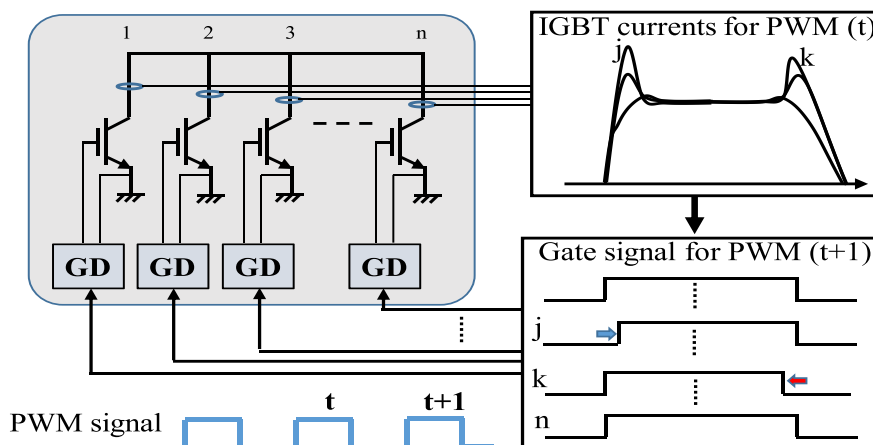 1 2 3 n
IGBT currents for PWM (t)
j k
GD GD GD GD
Gate signal for PWM (t+1)
j
k
n
PWM signal t t+1